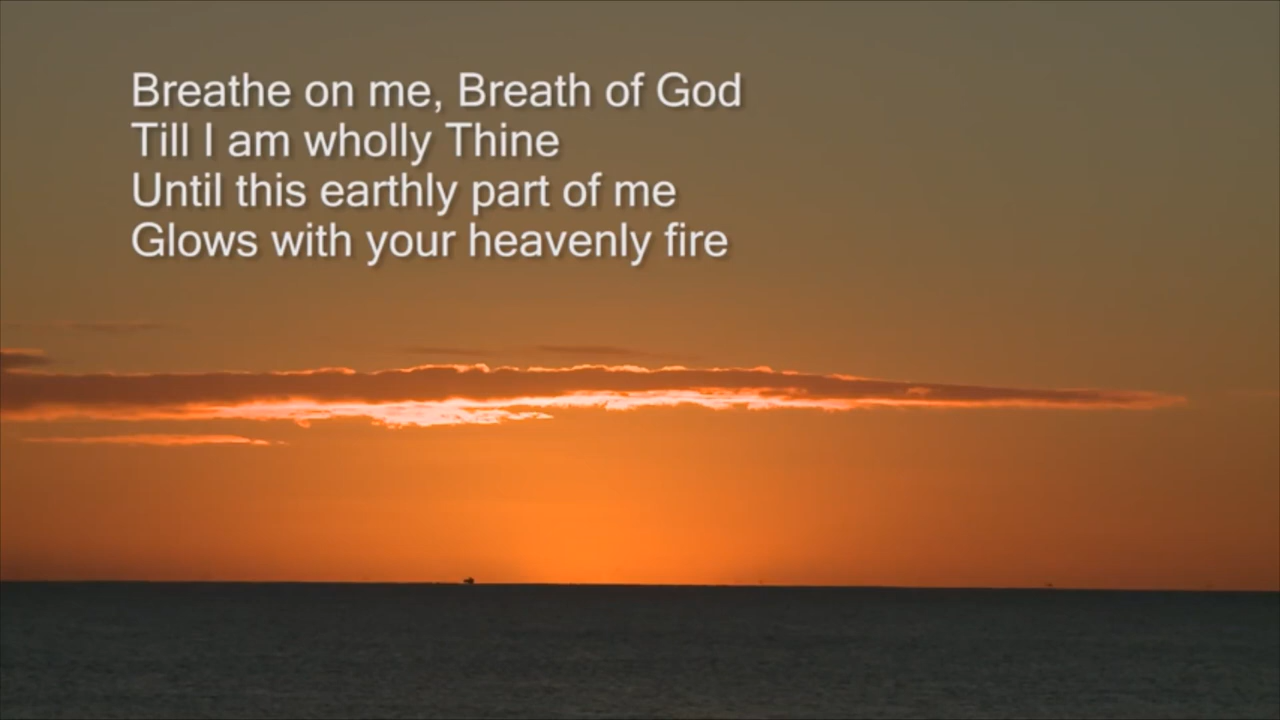 Breathe on me, Breath of God
Till I am wholly Thine
Until this earthly part of me
Glows with your heavenly fire